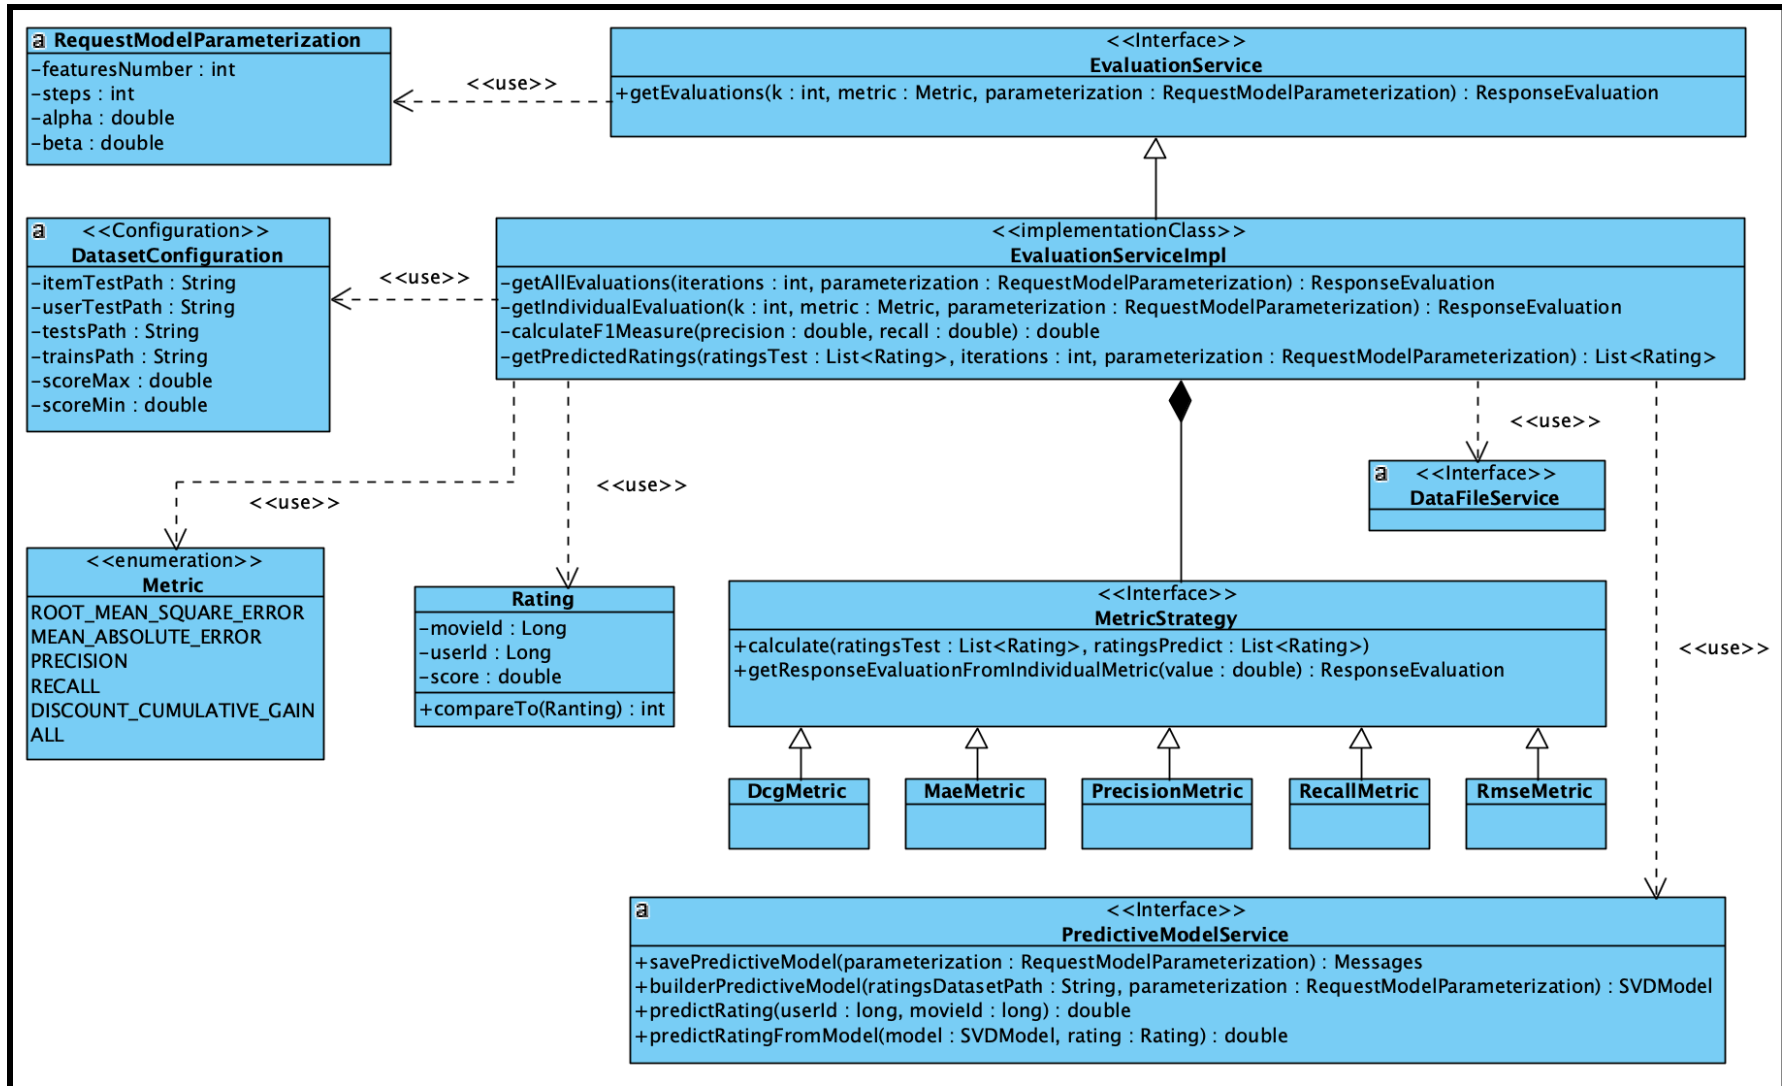 a RequestModelParameterization
-featuresNumber : int
-steps : int
-alpha : double
-beta : double
<<use>>
<<Interface>>
EvaluationService
+getEvaluations(k : int, metric : Metric, parameterization : RequestModelParameterization) : ResponseEvaluation
a <<Configuration>>
DatasetConfiguration
-itemTestPath : String
-userTestPath : String
-testsPath : String
-trainsPath : String
-scoreMax : double
-scoreMin : double
<<use>>
<<implementationClass>>
EvaluationServiceImpl
-getAllEvaluations(iterations : int, parameterization : RequestModelParameterization) : ResponseEvaluation
-getIndividualEvaluation(k : int, metric : Metric, parameterization : RequestModelParameterization) : ResponseEvaluation
-calculateF1Measure(precision : double, recall : double) : double
-getPredictedRatings(ratingsTest : List<Rating>, iterations : int, parameterization : RequestModelParameterization) : List<Rating>
<<use>>
<<use>>
<<use>>
<<use>>
a <<Interface>>
DataFileService
<<enumeration>>
Metric
ROOT_MEAN_SQUARE_ERROR
MEAN_ABSOLUTE_ERROR
PRECISION
RECALL
DISCOUNT_CUMULATIVE_GAIN
ALL
Rating
-movieId : Long
-userId : Long
-score : double
+compareTo(Ranting) : int
<<Interface>>
MetricStrategy
+calculate(ratingsTest : List<Rating>, ratingsPredict : List<Rating>)
+getResponseEvaluationFromIndividualMetric(value : double) : ResponseEvaluation
DcgMetric
MaeMetric
PrecisionMetric
RecallMetric
RmseMetric
a <<Interface>>
PredictiveModelService
+savePredictiveModel(parameterization : RequestModelParameterization) : Messages
+builderPredictiveModel(ratingsDatasetPath : String, parameterization : RequestModelParameterization) : SVDModel
+predictRating(userId : long, movieId : long) : double
+predictRatingFromModel(model : SVDModel, rating : Rating) : double